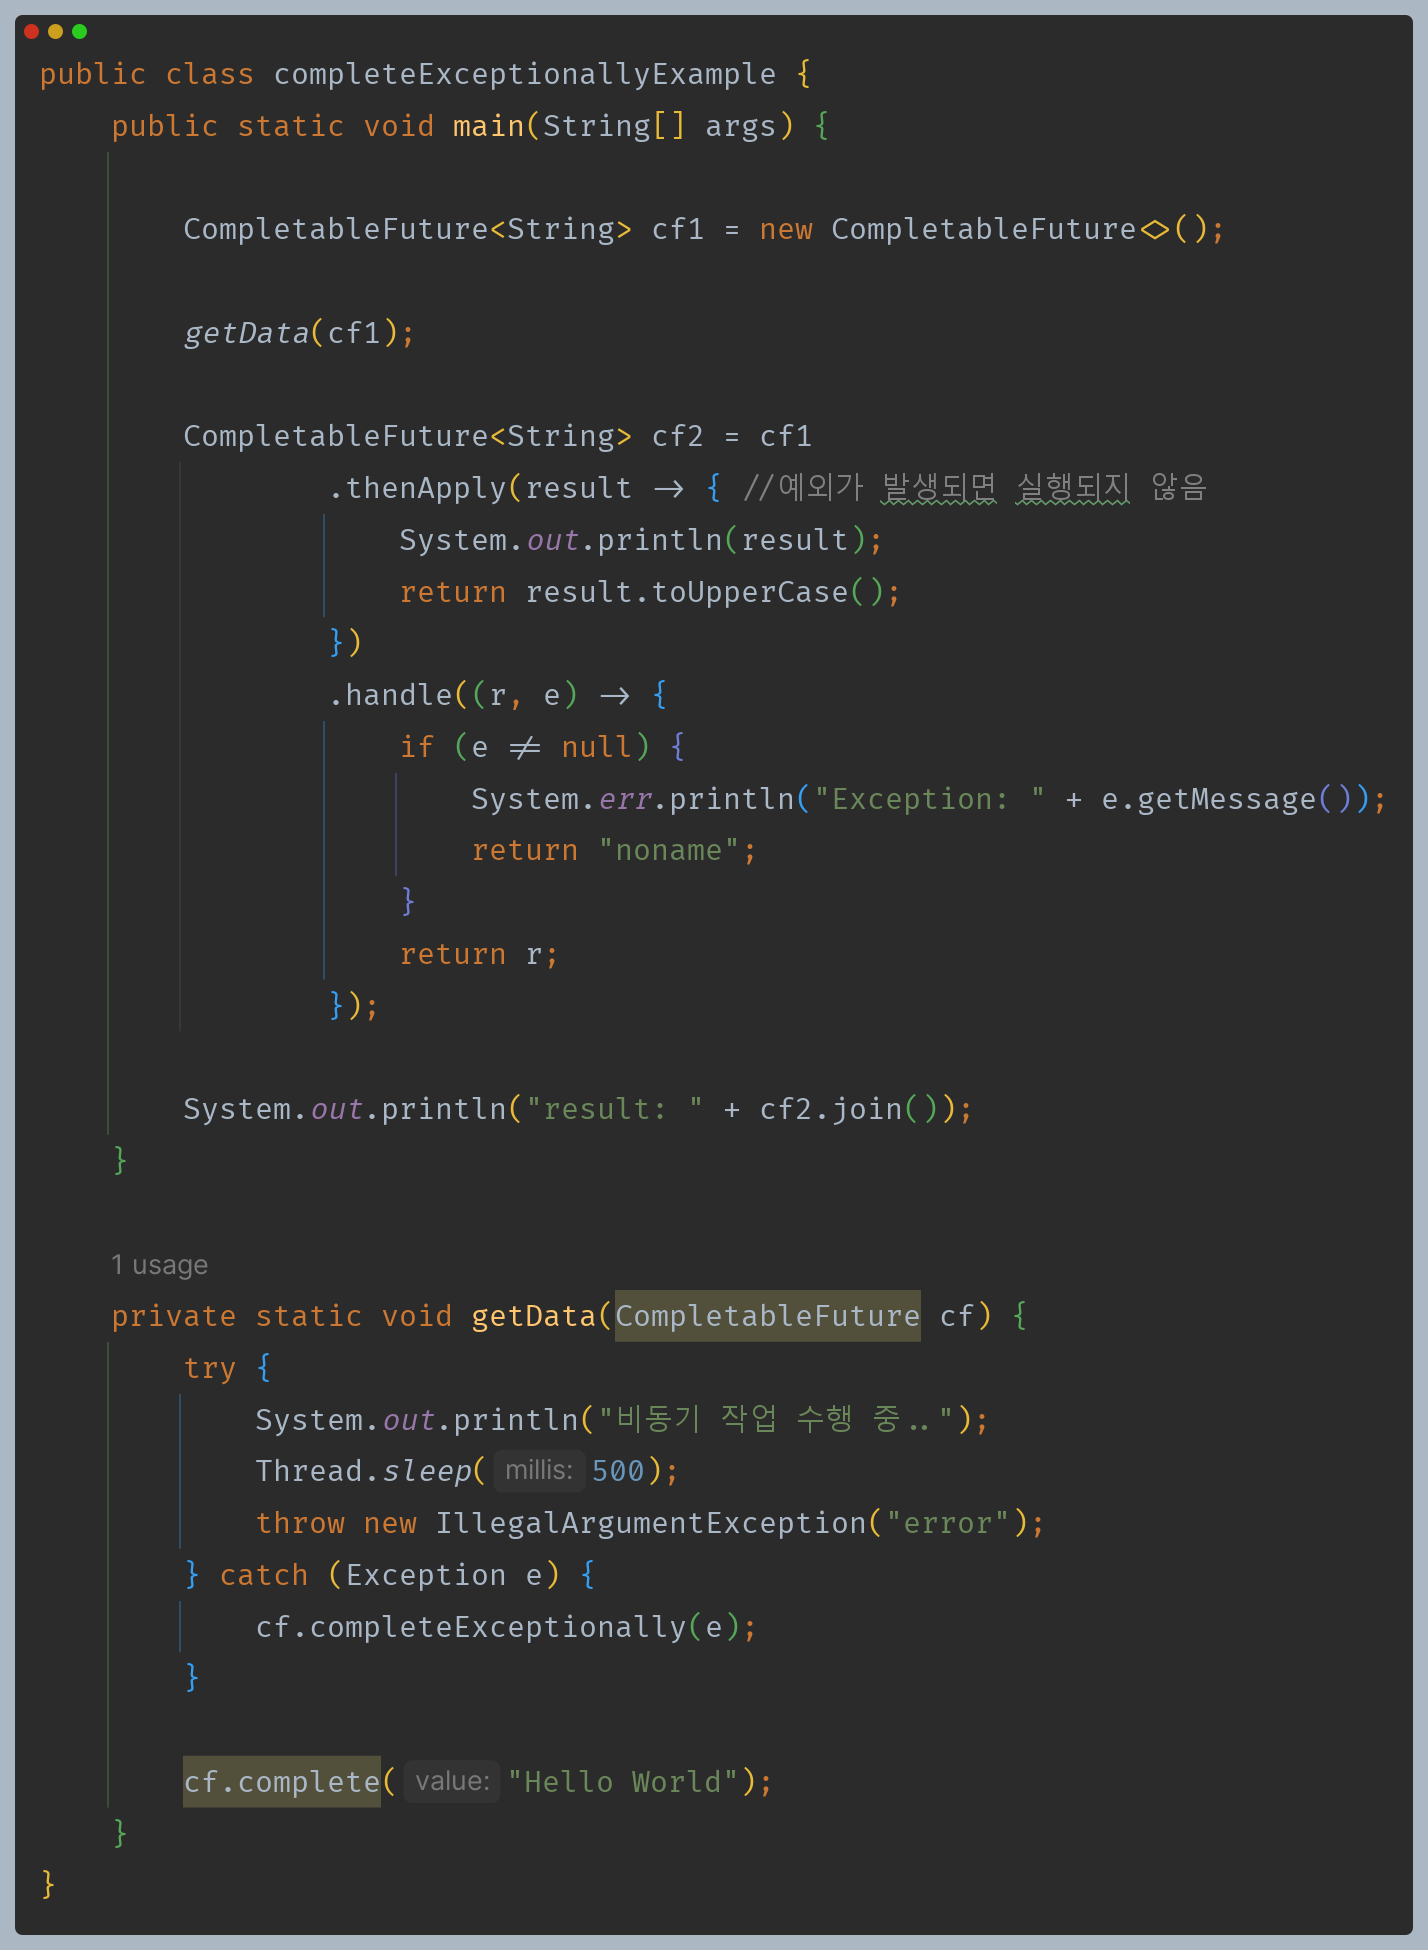 public class completeExceptionallyExample {
    public static void main(String[] args) {

        CompletableFuture<String> cf1 = new CompletableFuture<>();

        getData(cf1);

        CompletableFuture<String> cf2 = cf1
                .thenApply(result -> { //예외가 발생되면 실행되지 않음
                    System.out.println(result);
                    return result.toUpperCase();
                })
                .handle((r, e) -> {
                    if (e != null) {
                        System.err.println("Exception: " + e.getMessage());
                        return "noname";
                    }
                    return r;
                });

        System.out.println("result: " + cf2.join());
    }

    1 usage
    private static void getData(CompletableFuture cf) {
        try {
            System.out.println("비동기 작업 수행 중..");
            Thread.sleep( millis: 500);
            throw new IllegalArgumentException("error");
        } catch (Exception e) {
            cf.completeExceptionally(e);
        }

        cf.complete( value: "Hello World");
    }
}